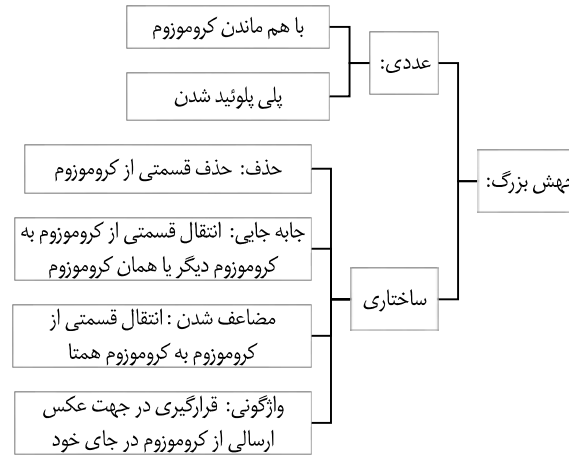 جهش بزرگ:
عددی:
با هم ماندن کروموزوم
پلی پلوئید شدن
ساختاری
حذف: حذف قسمتی از کروموزوم
جابه جایی: انتقال قسمتی از کروموزوم به
کروموزوم دیگر یا همان کروموزوم
مضاعف شدن : انتقال قسمتی از
کروموزوم به کروموزوم همتا
واژگونی: قرارگیری در جهت عکس
ارسالی از کروموزوم در جای خود